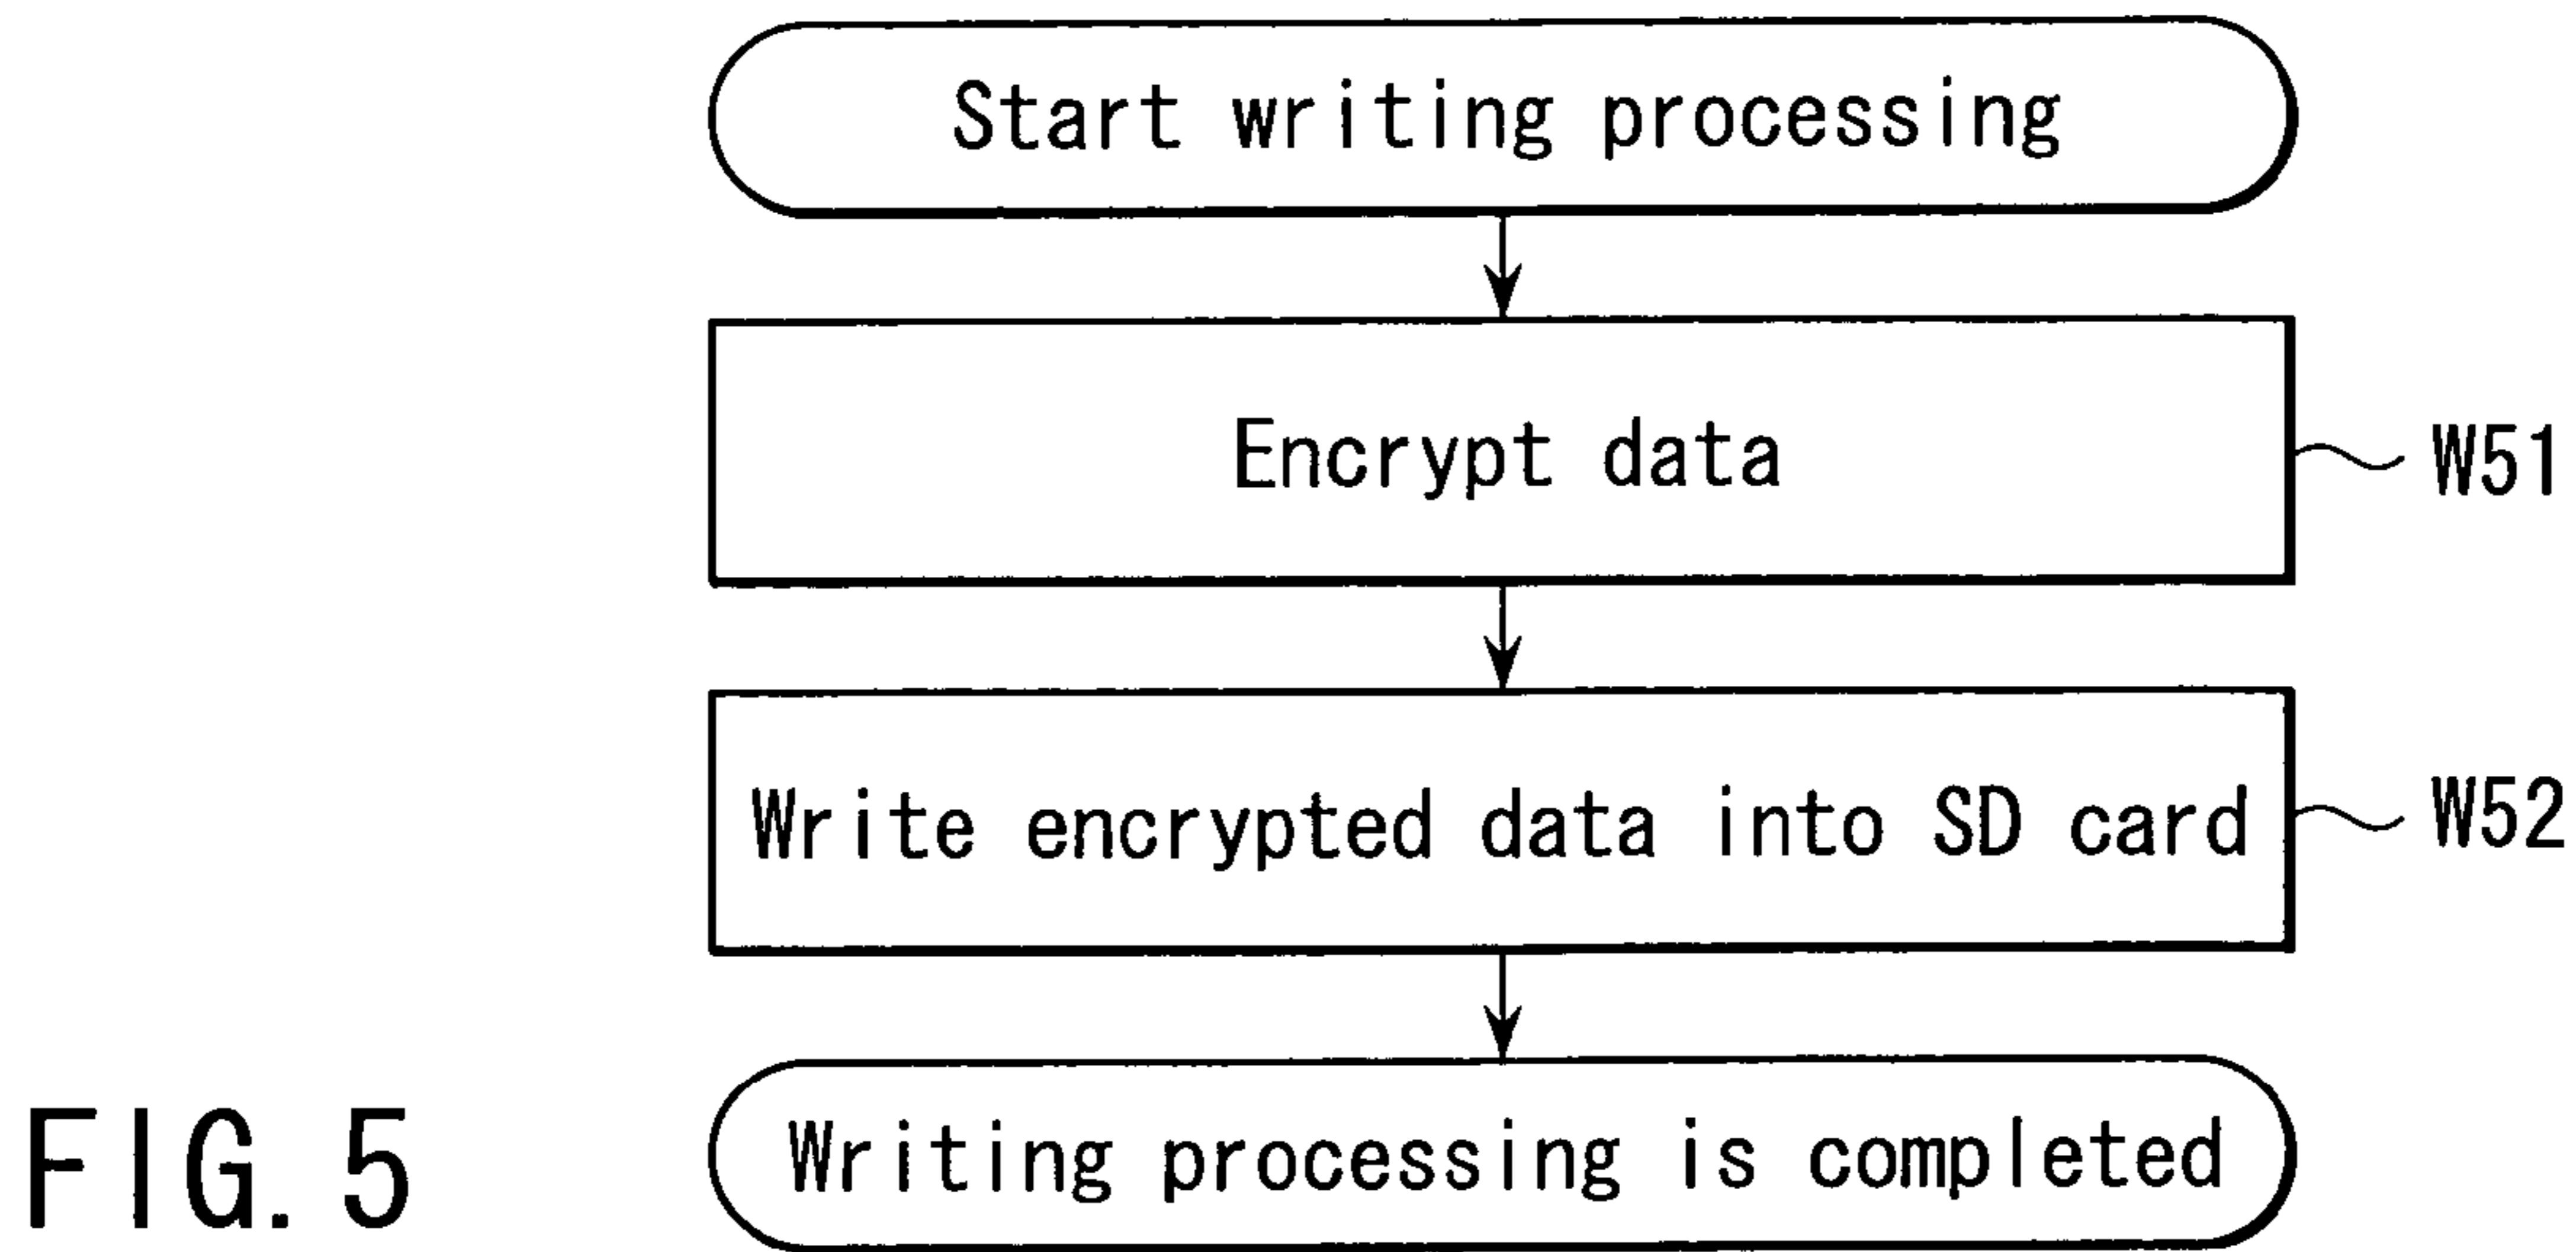 Start writing processing
Encrypt data
W51
Write encrypted data into SD card
W52
Writing processing is completed
FIG. 5